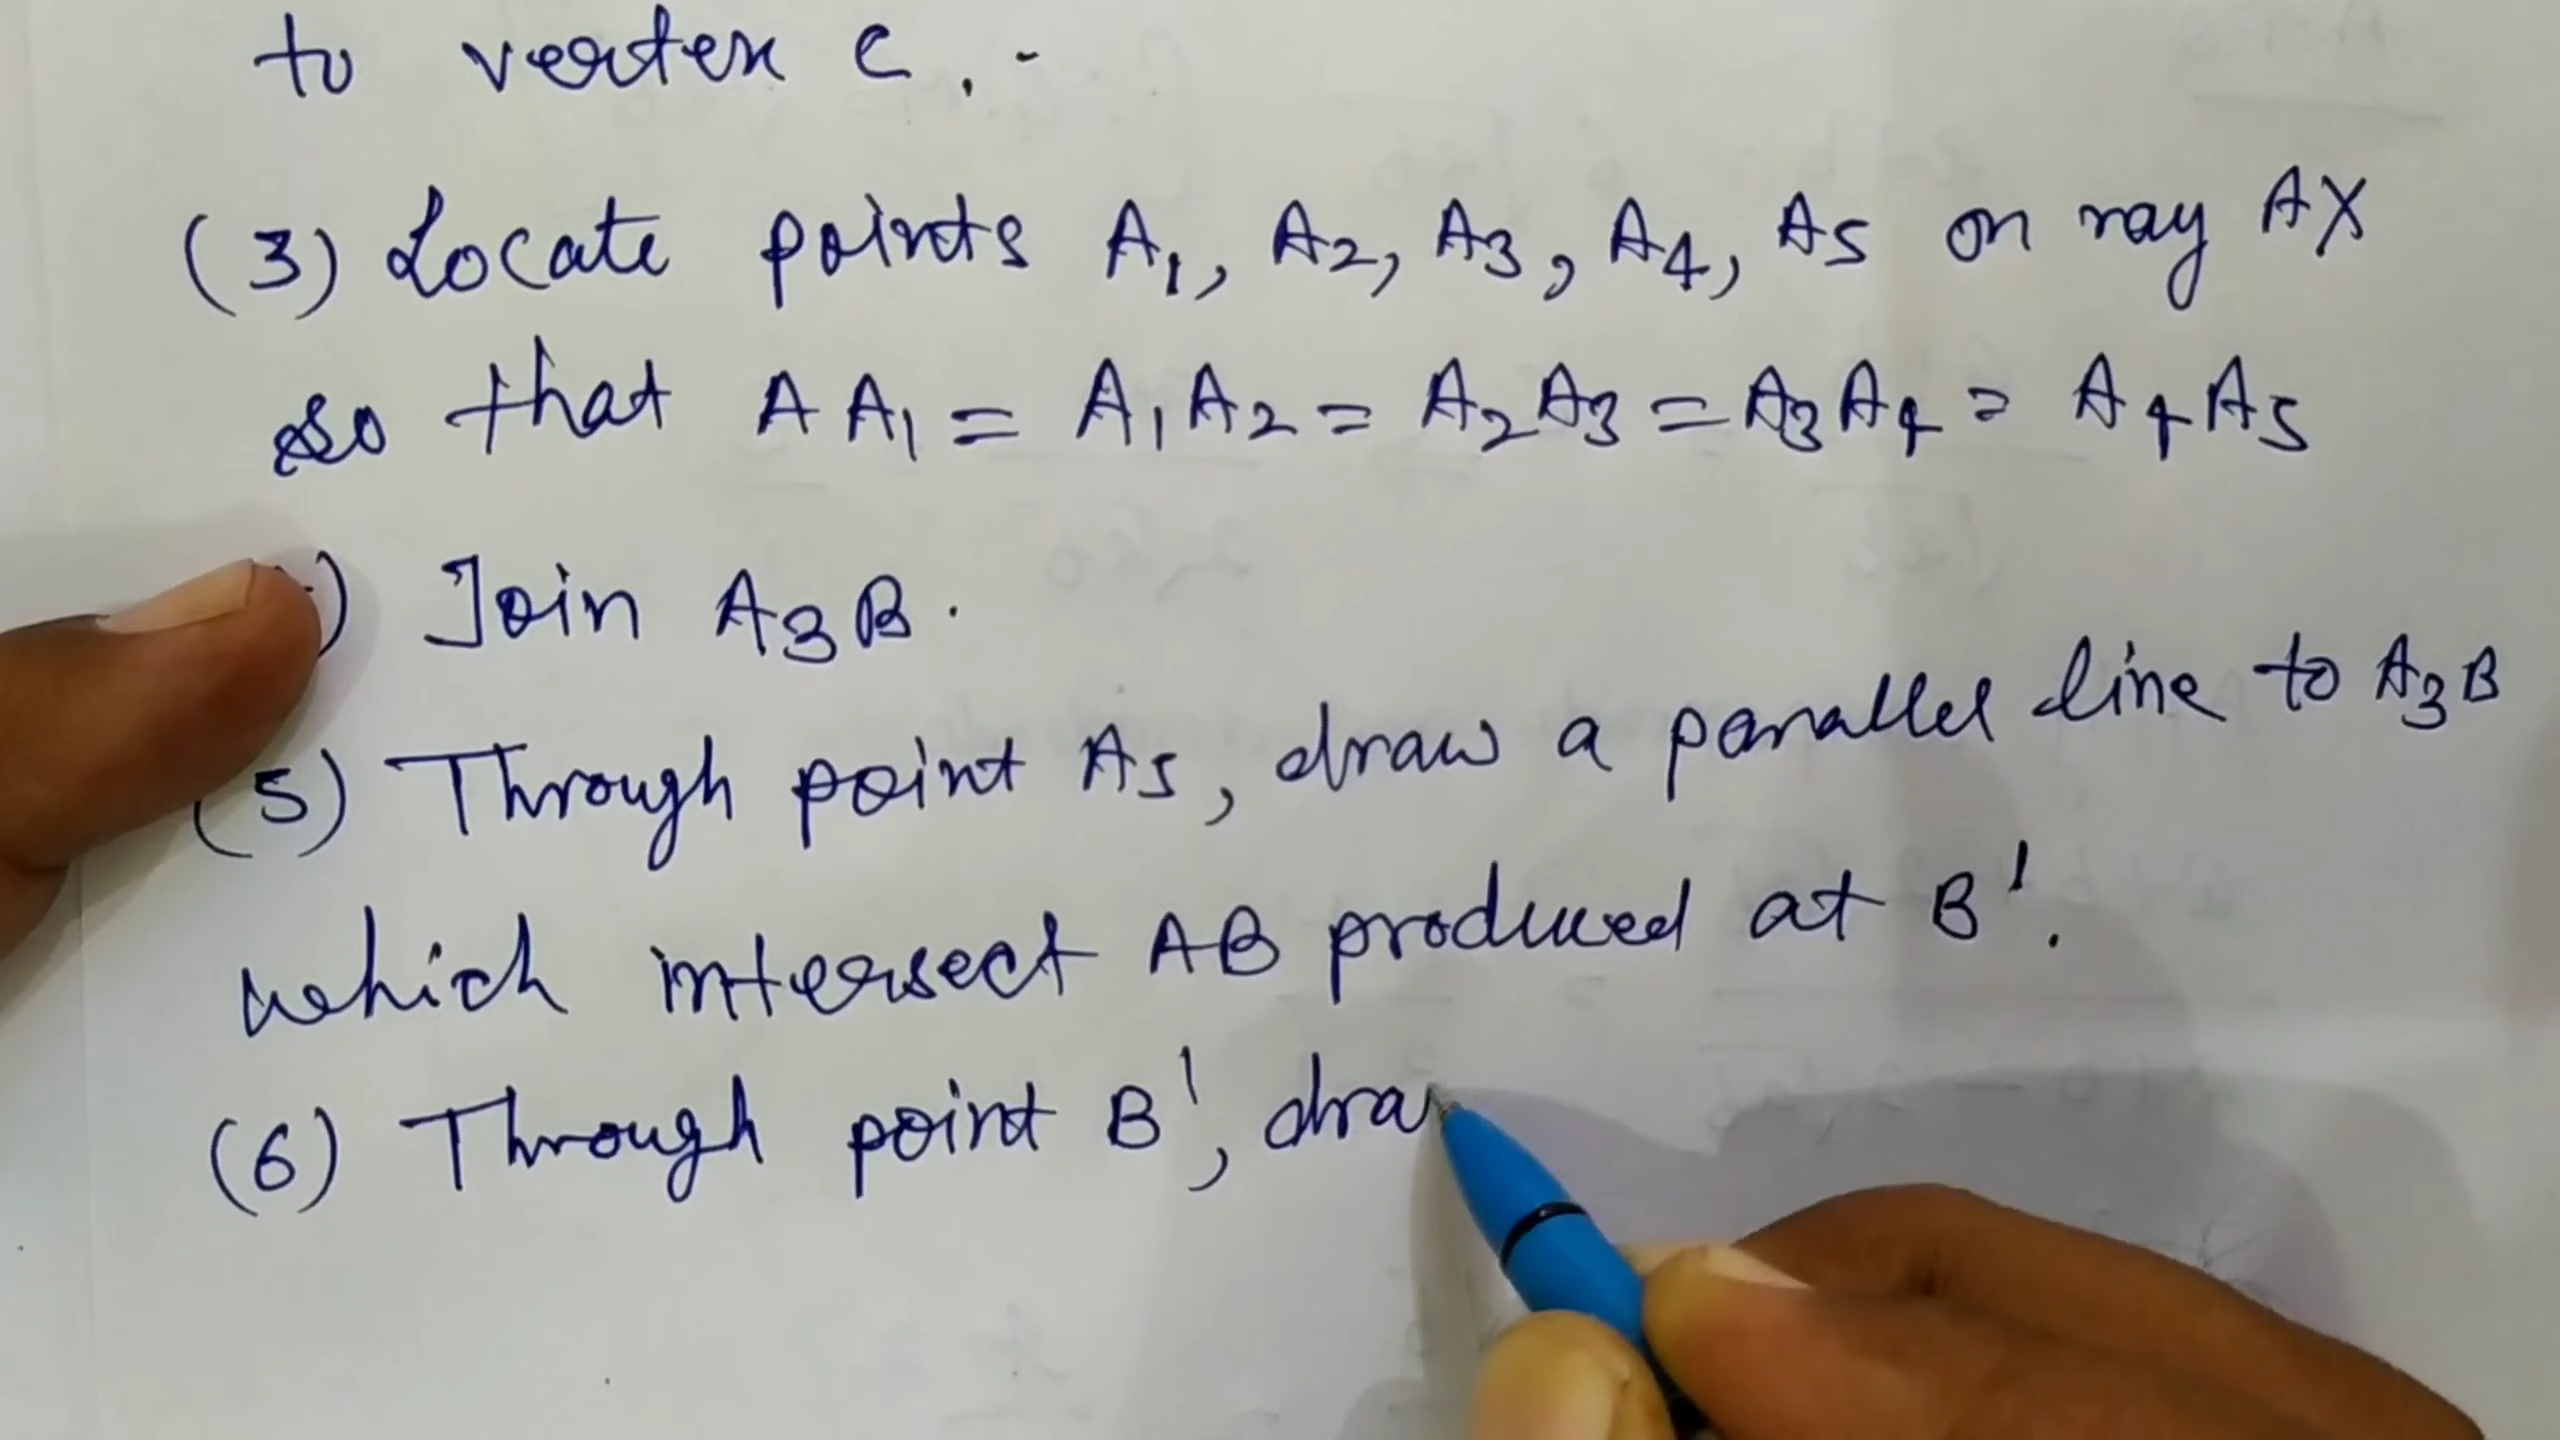 to vertex C.
(3) Locate points A₁, A₂, A₃, A₄, A₅ on ray AX
so that AA₁ = A₁A₂ = A₂A₃ = A₃A₄ = A₄A₅
) Join A₃B.
(5) Through point A₅, draw a parallel line to A₃B
which intersect AB produced at B'.
(6) Through point B', dra